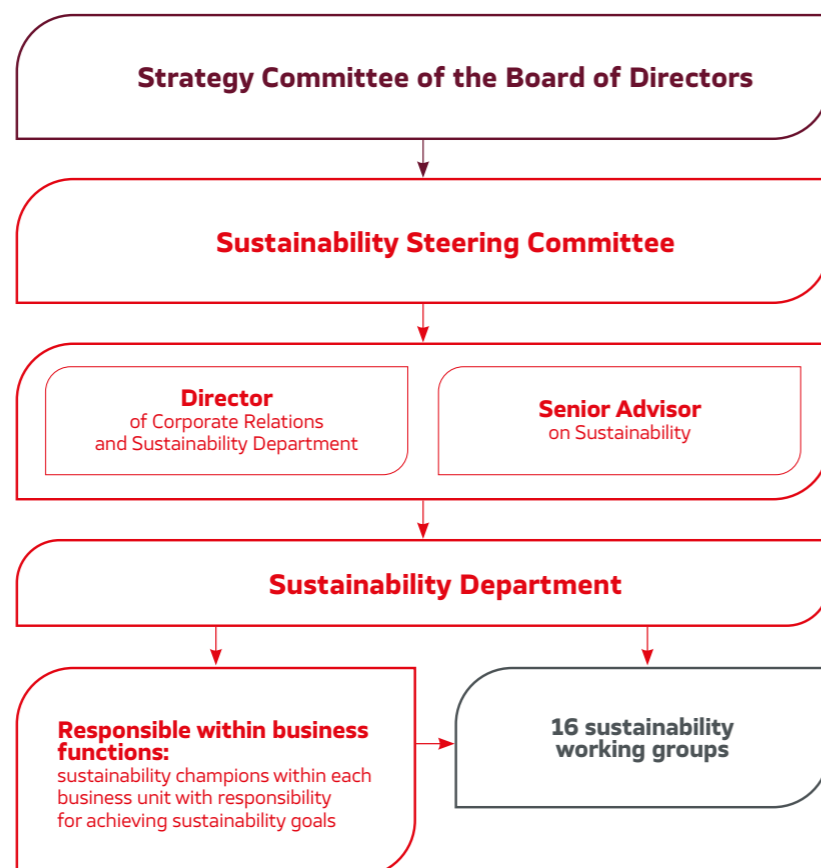 Strategy Committee of the Board of Directors
Sustainability Steering Committee
Director
of Corporate Relations
and Sustainability Department
Senior Advisor
on Sustainability
Sustainability Department
Responsible within business
functions:
sustainability champions within each
business unit with responsibility
for achieving sustainability goals
16 sustainability
working groups